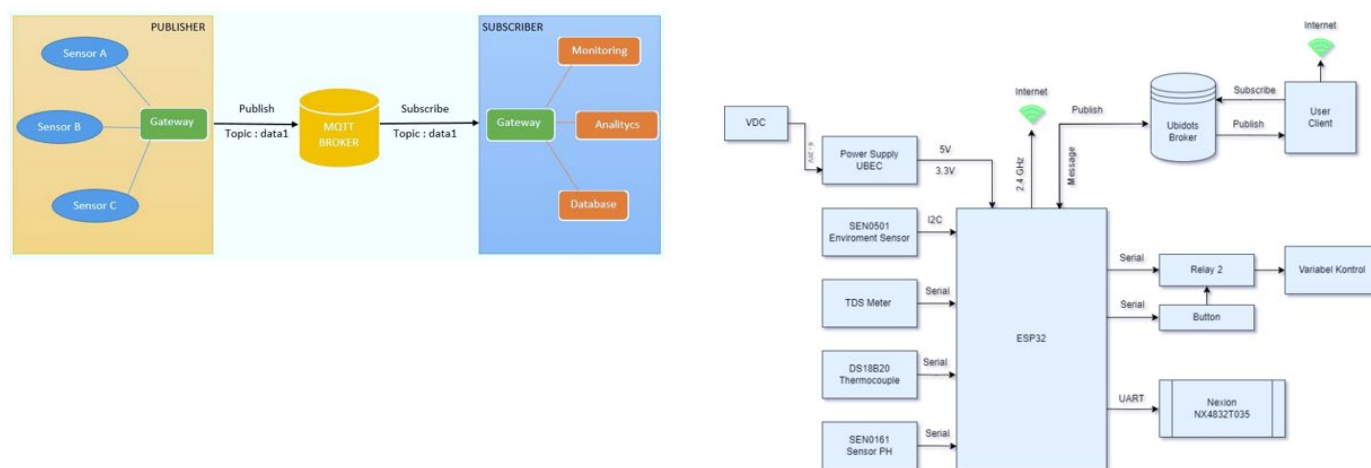 PUBLISHER
Sensor A
Sensor B
Sensor C
Gateway
Publish
Topic : data1
MQTT
BROKER
Subscribe
Topic : data1
SUBSCRIBER
Gateway
Monitoring
Analitycs
Database
VDC
6 - 26V
Power Supply
UBEC
5V
3.3V
Internet
2.4 GHz
Message
Publish
Ubidots
Broker
Subscribe
Publish
Internet
User
Client
SEN0501
Enviroment Sensor
I2C
TDS Meter
Serial
DS18B20
Thermocouple
Serial
SEN0161
Sensor PH
Serial
ESP32
Serial
Relay 2
Variabel Kontrol
Serial
Button
UART
Nexion
NX4832T035